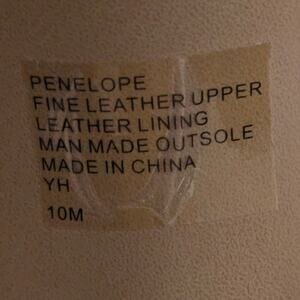 PENELOPE
FINE LEATHER UPPER
LEATHER LINING
MAN MADE OUTSOLE
MADE IN CHINA
YH
10M